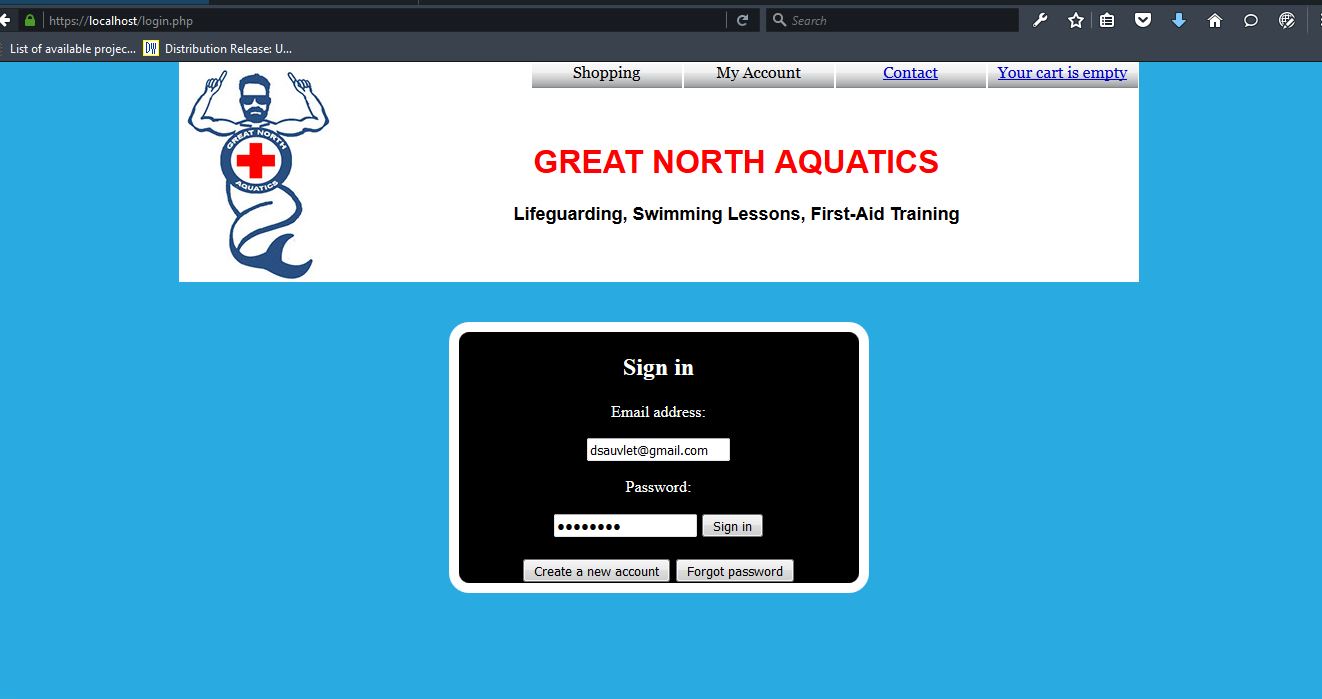 https://localhost/login.php
Search
List of available projec...
DW Distribution Release: U...
Shopping
My Account
Contact
Your cart is empty
GREAT NORTH
AQUATICS
GREAT NORTH AQUATICS
Lifeguarding, Swimming Lessons, First-Aid Training
Sign in
Email address:
dsauvlet@gmail.com
Password:
●●●●●●●●
Sign in
Create a new account
Forgot password